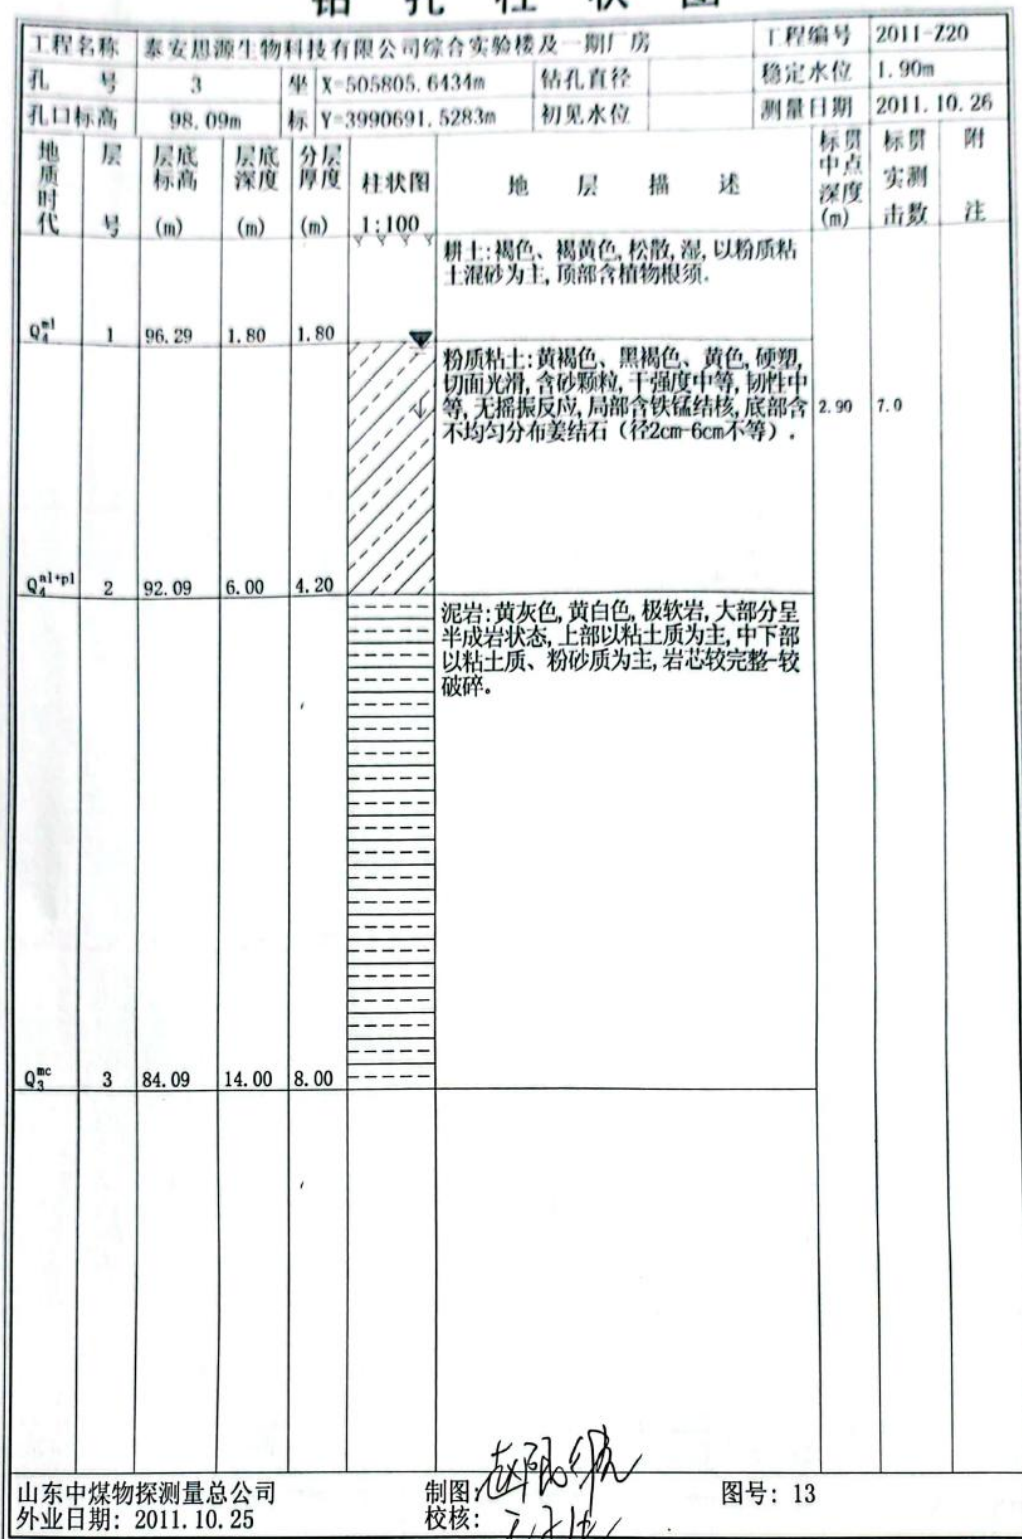 钻孔柱状图
工程名称 泰安思源生物科技有限公司综合实验楼及一期厂房 工程编号 2011-Z20
孔号 3 坐标 X=505805.6434m 钻孔直径 稳定水位 1.90m
孔口标高 98.09m Y=3990691.5283m 初见水位 测量日期 2011.10.26
地质时代 层号 层底标高(m) 层底深度(m) 分层厚度(m) 柱状图 1:100 地层描述 标贯中点深度(m) 标贯实测击数 附注
耕土:褐色、褐黄色,松散,湿,以粉质粘
土混砂为主,顶部含植物根须.
Q4ml 1 96.29 1.80 1.80
粉质粘土:黄褐色、黑褐色、黄色,硬塑,
切面光滑,含砂颗粒,干强度中等,韧性中
等,无摇振反应,局部含铁锰结核,底部含 2.90 7.0
不均匀分布姜结石（径2cm-6cm不等）.
Q4al+pl 2 92.09 6.00 4.20
泥岩:黄灰色,黄白色,极软岩,大部分呈
半成岩状态,上部以粘土质为主,中下部
以粘土质、粉砂质为主,岩芯较完整-较
破碎。
Q3mc 3 84.09 14.00 8.00
山东中煤物探测量总公司 制图: 图号: 13
外业日期: 2011.10.25 校核: